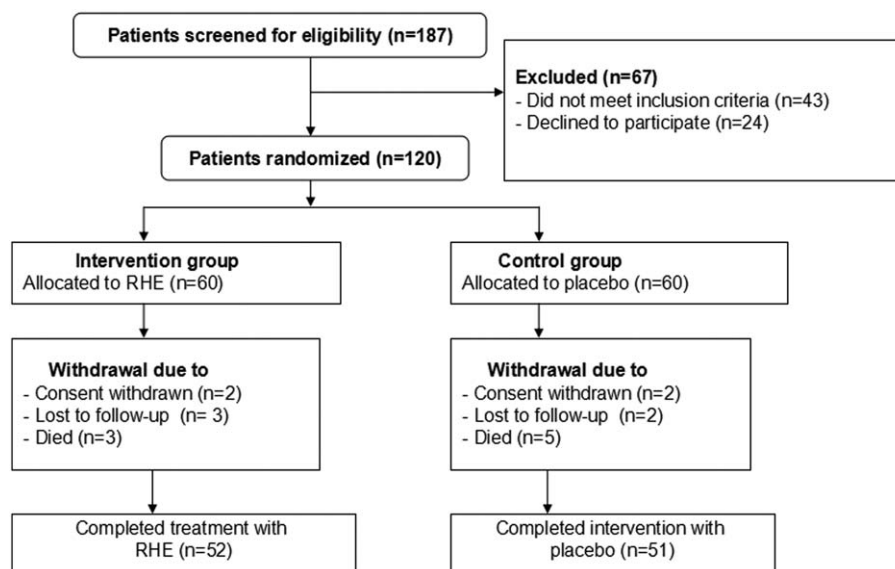 Patients screened for eligibility (n=187)
Excluded (n=67)
- Did not meet inclusion criteria (n=43)
- Declined to participate (n=24)
Patients randomized (n=120)
Intervention group
Allocated to RHE (n=60)
Control group
Allocated to placebo (n=60)
Withdrawal due to
- Consent withdrawn (n=2)
- Lost to follow-up (n= 3)
- Died (n=3)
Withdrawal due to
- Consent withdrawn (n=2)
- Lost to follow-up (n=2)
- Died (n=5)
Completed treatment with
RHE (n=52)
Completed intervention with
placebo (n=51)